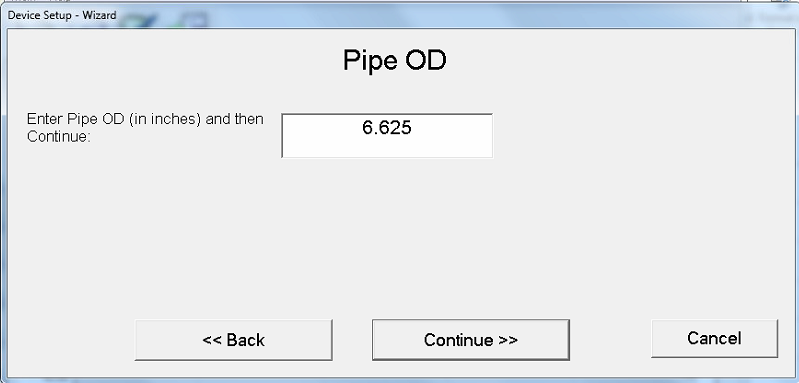 Device Setup - Wizard
Pipe OD
Enter Pipe OD (in inches) and then
Continue:
6.625
<< Back
Continue >>
Cancel